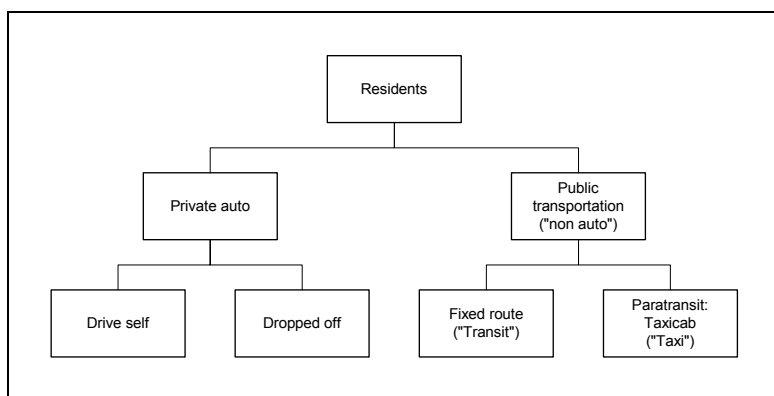 Residents
Private auto
Public
transportation
("non auto")
Drive self
Dropped off
Fixed route
("Transit")
Paratransit:
Taxicab
("Taxi")